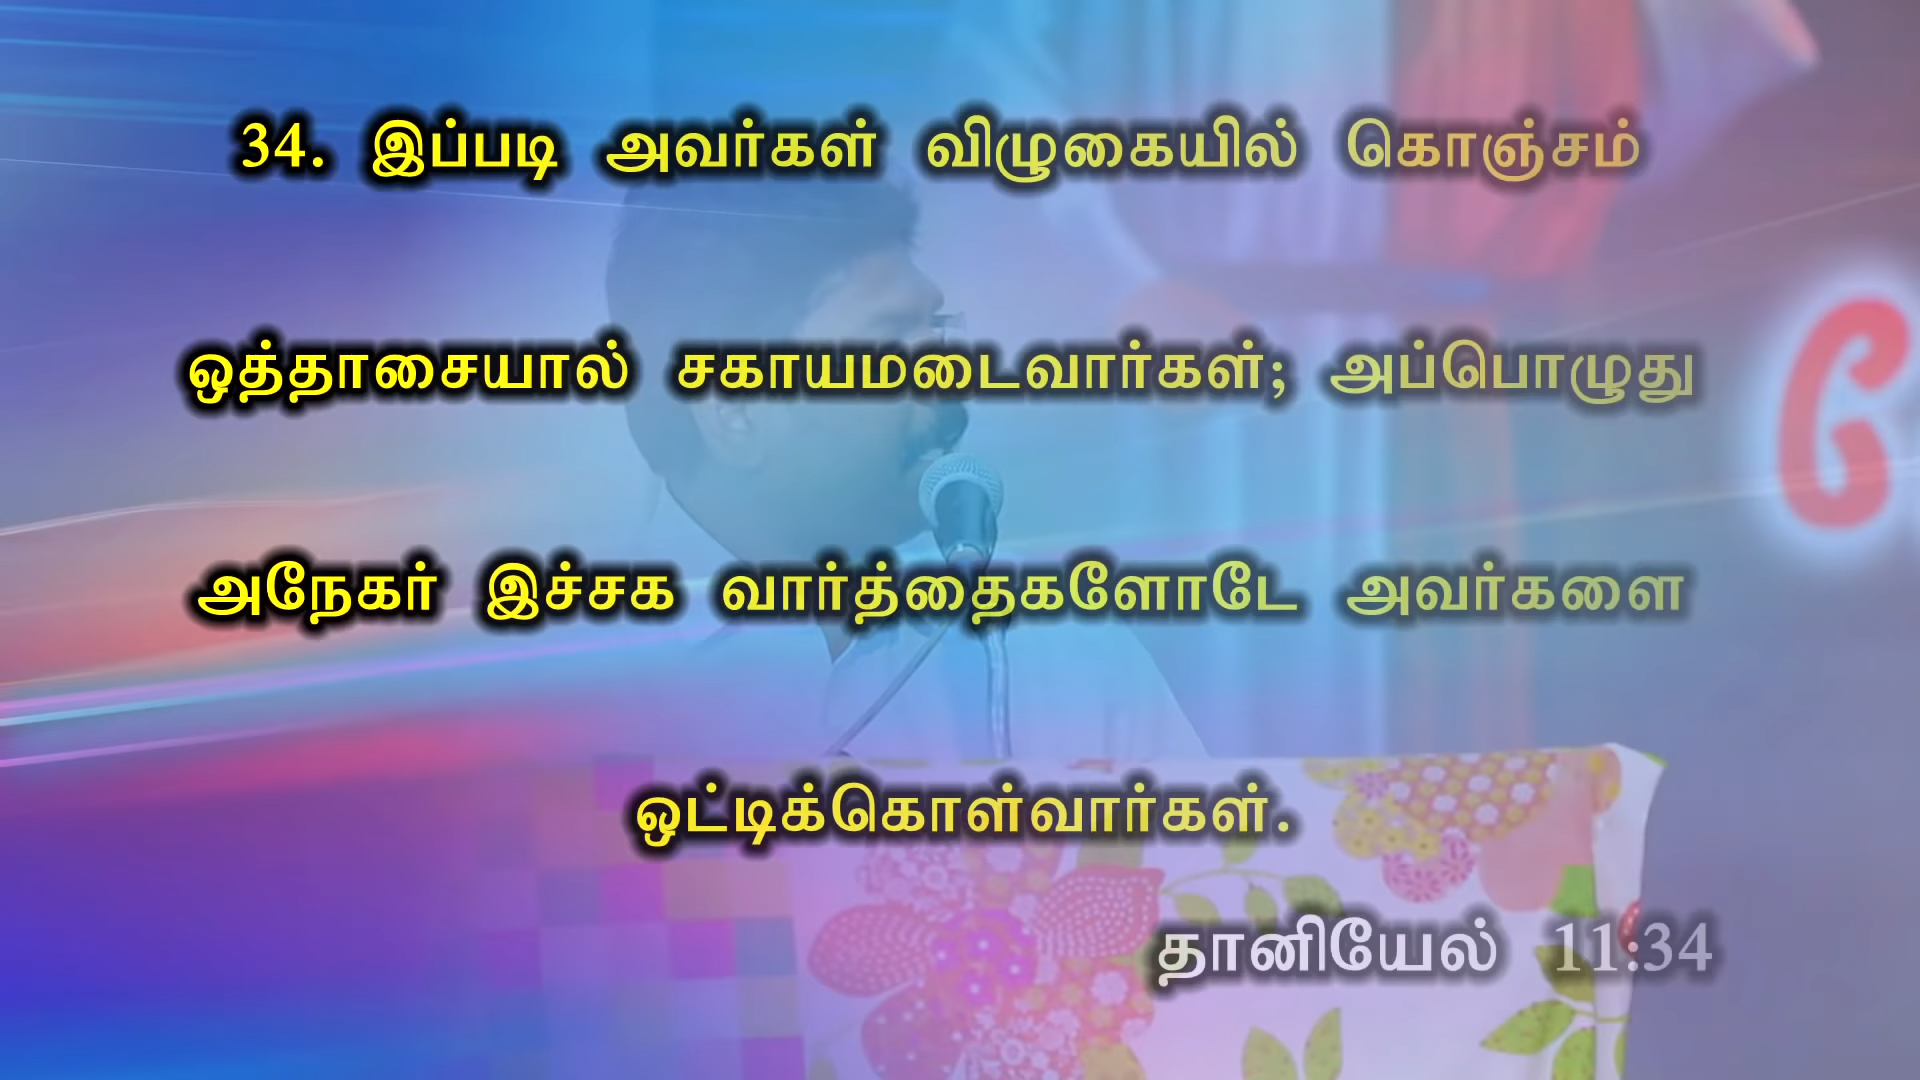 34. இப்படி அவர்கள் விழுகையில் கொஞ்சம்
ஒத்தாசையால் சகாயமடைவார்கள்; அப்பொழுது
அநேகர் இச்சக வார்த்தைகளோடே அவர்களை
ஒட்டிக்கொள்வார்கள்.
தானியேல் 11:34